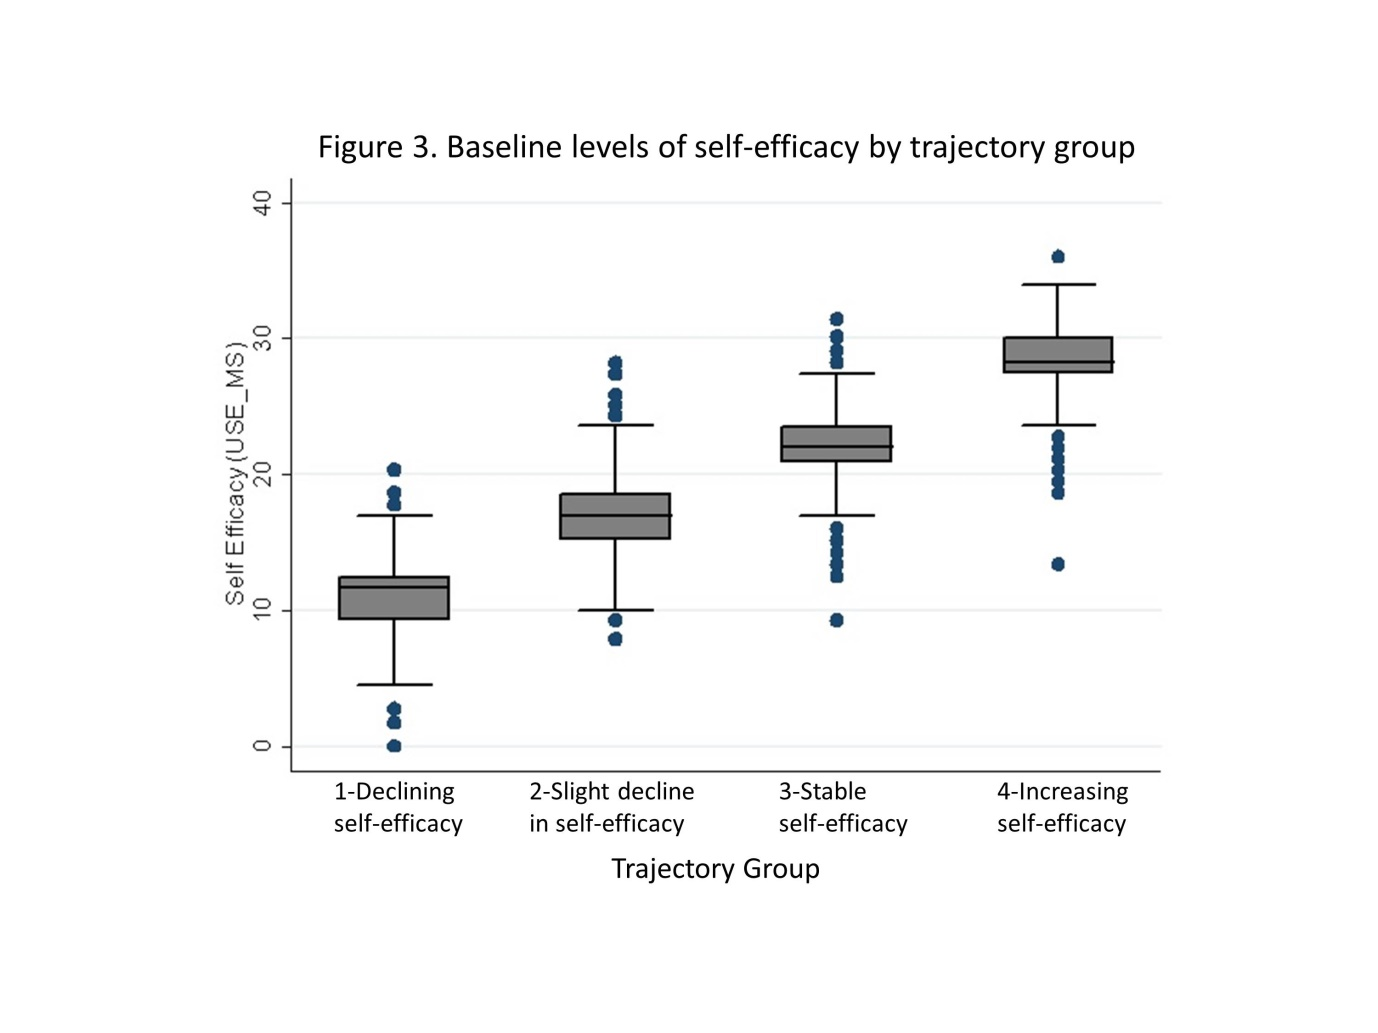 Figure 3. Baseline levels of self-efficacy by trajectory group
Self Efficacy (USE_MS)
40
30
20
10
0
1-Declining
self-efficacy
2-Slight decline
in self-efficacy
3-Stable
self-efficacy
4-Increasing
self-efficacy
Trajectory Group